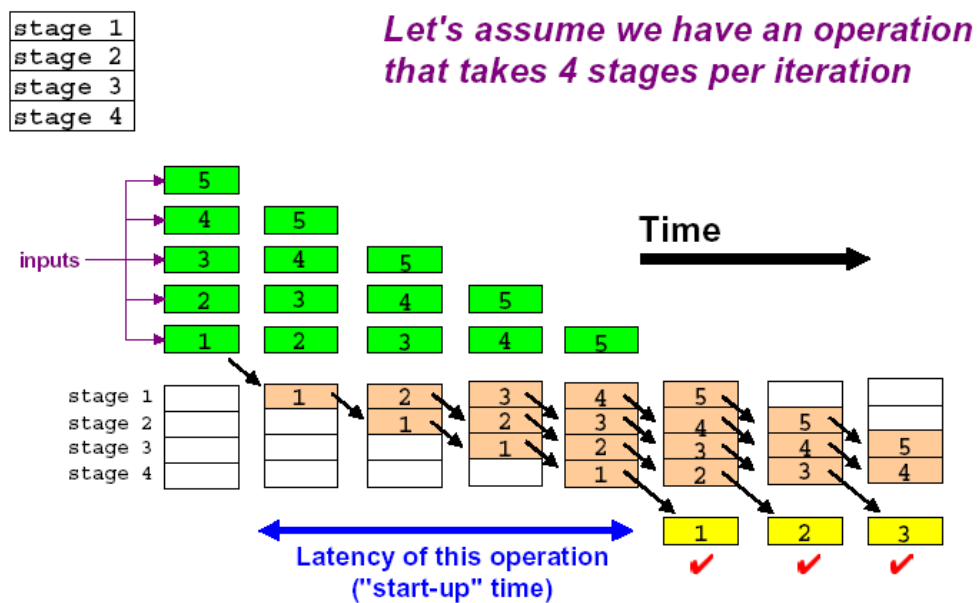 stage 1
stage 2
stage 3
stage 4
Let's assume we have an operation
that takes 4 stages per iteration
5
4 5
inputs 3 4 5
2 3 4 5
1 2 3 4 5
Time
stage 1 1 2 3 4 5
stage 2 1 2 3 4 5
stage 3 1 2 3 4 5
stage 4 1 2 3 4
1 2 3
Latency of this operation
("start-up" time)